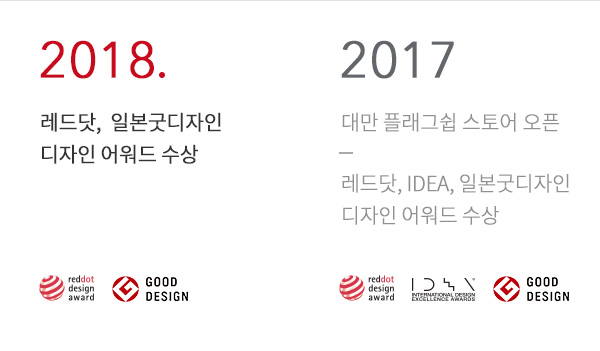 2018.
레드닷, 일본굿디자인
디자인 어워드 수상
reddot
design
award
GOOD
DESIGN
2017
대만 플래그쉽 스토어 오픈
–
레드닷, IDEA, 일본굿디자인
디자인 어워드 수상
reddot
design
award
IDEA
INTERNATIONAL DESIGN
EXCELLENCE AWARDS
GOOD
DESIGN